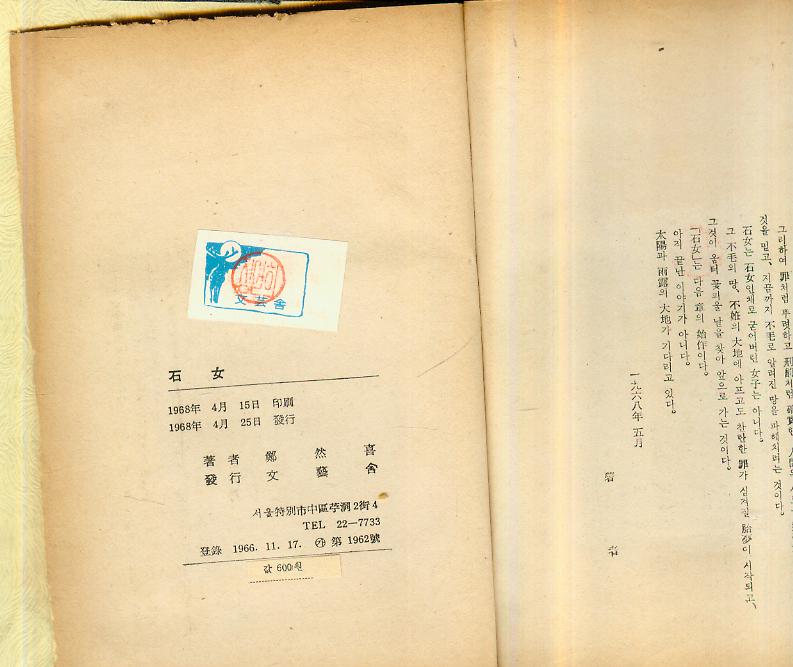 文芸舍
石女
1968年 4月 15日 印刷
1968年 4月 25日 發行
著者 鄭然喜
發行 文藝舍
서울特別市中區苧洞2街4
TEL 22—7733
登錄 1966. 11. 17. ㉮ 第 1962號
값 600원
그리하여 罪처럼 뚜렷하고
것을 믿고, 지금까지 不毛로 알려진 땅을 파헤치려는 것이다.
石女는 石女인채로 굳어버린 女子는 아니다.
그 不毛의 땅, 不姙의 大地에 아프고도 찬란한 罪가 심겨질 胎動이 시작되고,
그것이 움터 꽃피울 날을 찾아 앞으로 가는 것이다.
「石女」는 다음 章의 始作이다.
아직 끝난 이야기가 아니다.
太陽과 雨露의 大地가 기다리고 있다.
一九六八年 五月
著者